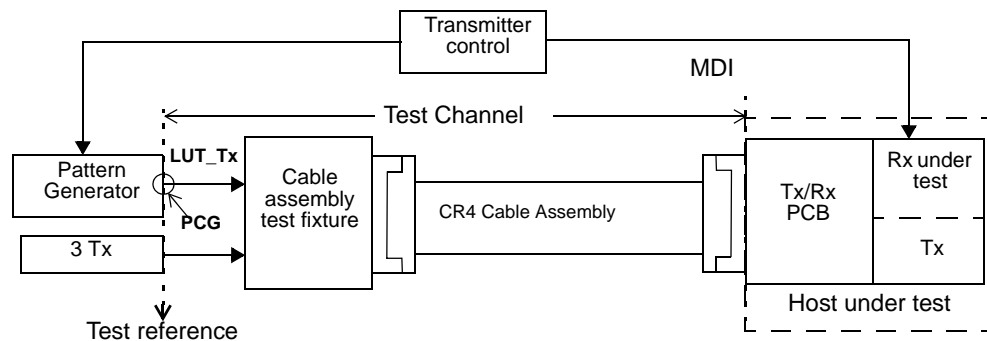 Transmitter
control
MDI
Test Channel
LUT_Tx
Pattern
Generator
PCG
3 Tx
Cable
assembly
test fixture
CR4 Cable Assembly
Tx/Rx
PCB
Rx under
test
Tx
Host under test
Test reference